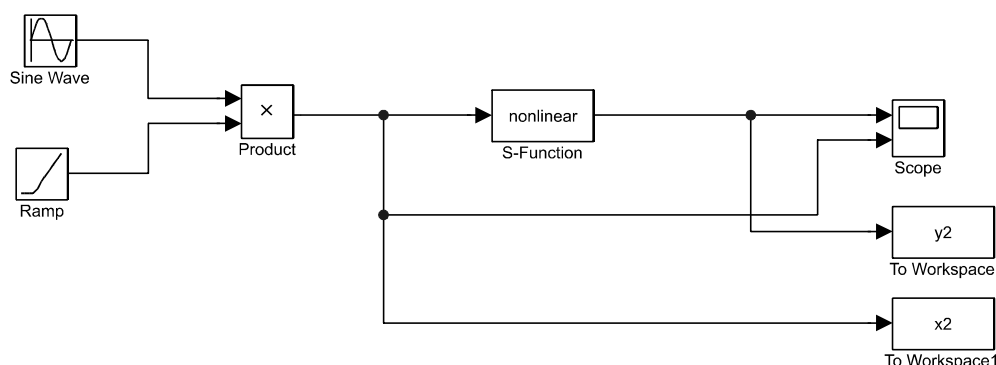 Sine Wave
×
Product
Ramp
nonlinear
S-Function
Scope
y2
To Workspace
x2
To Workspace1